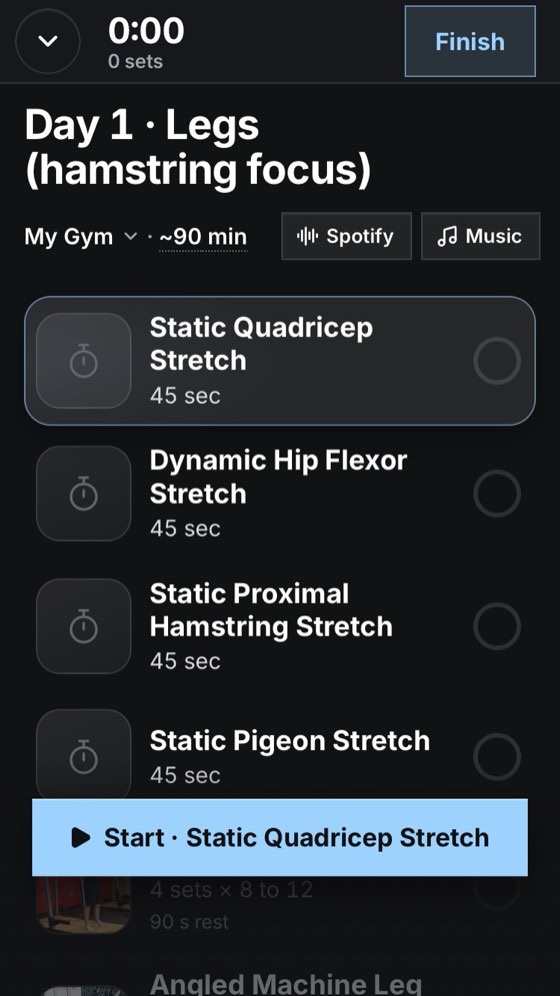 0:00
0 sets
Finish
Day 1 · Legs
(hamstring focus)
My Gym · ~90 min
Spotify
Music
Static Quadricep
Stretch
45 sec
Dynamic Hip Flexor
Stretch
45 sec
Static Proximal
Hamstring Stretch
45 sec
Static Pigeon Stretch
45 sec
Start · Static Quadricep Stretch
4 sets × 8 to 12
90 s rest
Angled Machine Leg